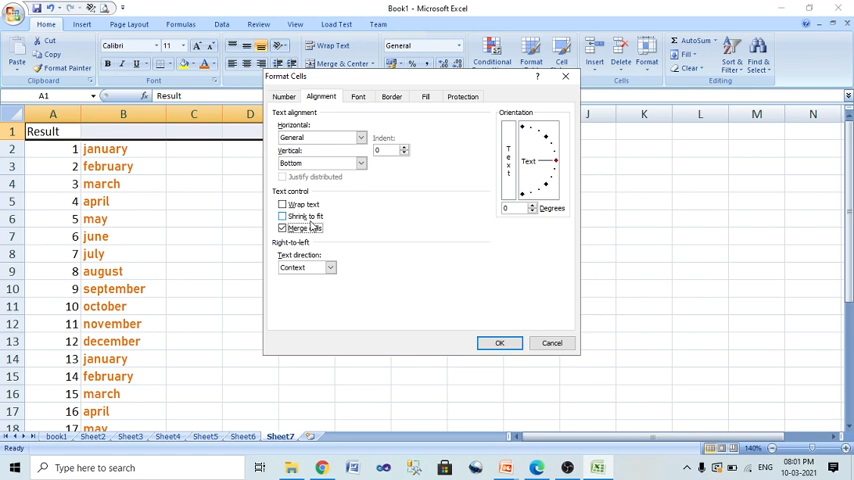 Book1 - Microsoft Excel
Home Insert Page Layout Formulas Data Review View Load Test Team
Cut
Copy
Format Painter
Paste
Clipboard
Calibri 11
B I U
Font
Wrap Text
Merge & Center
General
Conditional Format Cell
Insert Delete Format
Cells
AutoSum
Fill
Clear
Sort & Find &
Editing
A1 fx Result
A B C D J K L M N
1 Result
2 1 january
3 2 february
4 3 march
5 4 april
6 5 may
7 6 june
8 7 july
9 8 august
10 9 september
11 10 october
12 11 november
13 12 december
14 13 january
15 14 february
16 15 march
17 16 april
18 17 may
Format Cells ?
Number Alignment Font Border Fill Protection
Text alignment
Horizontal:
General
Indent:
Vertical: 0
Bottom
Justify distributed
Text control
Wrap text
Shrink to fit
Merge cells
Right-to-left
Text direction:
Context
Orientation
Text
Text
0 Degrees
OK Cancel
book1 Sheet2 Sheet3 Sheet4 Sheet5 Sheet6 Sheet7
Ready 140%
Type here to search
ENG
08:01 PM
10-03-2021